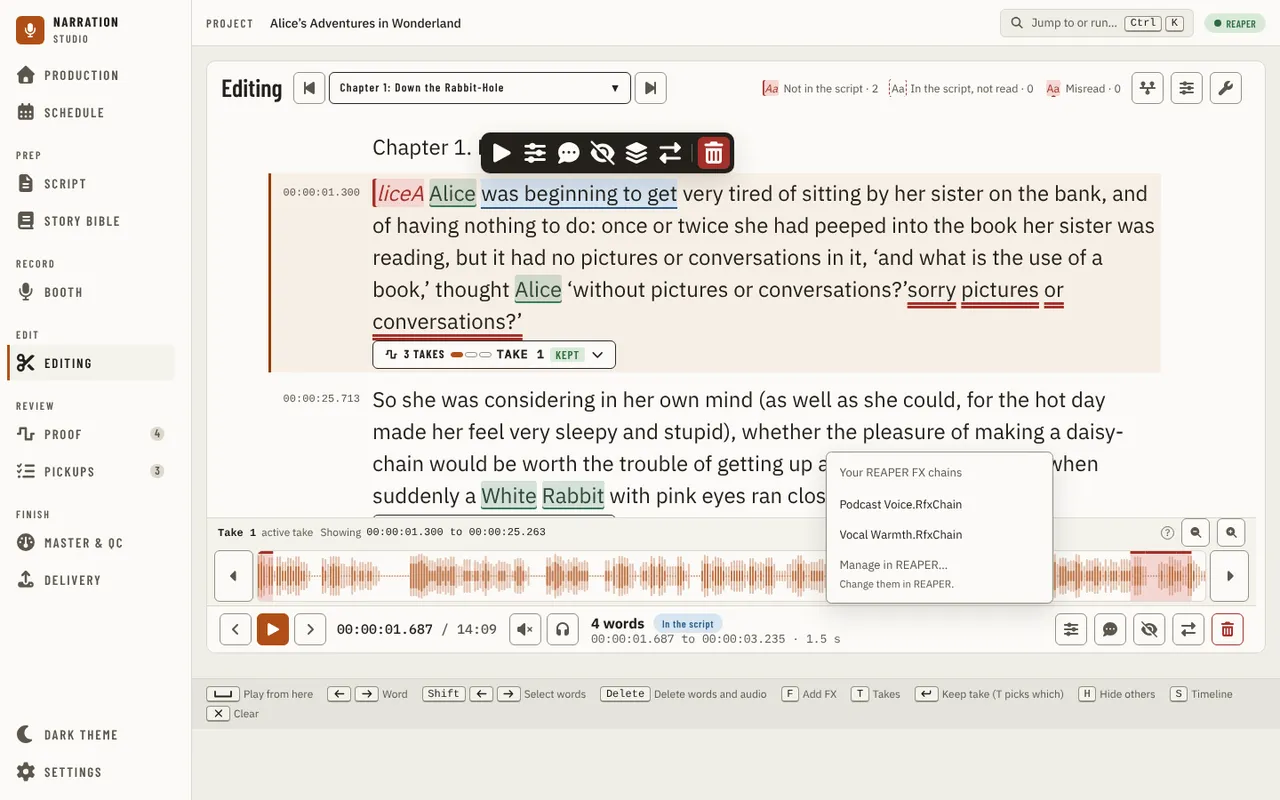 NARRATION
STUDIO
PRODUCTION
SCHEDULE
PREP
SCRIPT
STORY BIBLE
RECORD
BOOTH
EDIT
EDITING
REVIEW
PROOF 4
PICKUPS 3
FINISH
MASTER & QC
DELIVERY
DARK THEME
SETTINGS
PROJECT Alice's Adventures in Wonderland
Jump to or run... Ctrl K
REAPER
Editing
Chapter 1: Down the Rabbit-Hole
Aa Not in the script · 2 Aa In the script, not read · 0 Aa Misread · 0
Chapter 1.
00:00:01.300 liceA Alice was beginning to get very tired of sitting by her sister on the bank, and
of having nothing to do: once or twice she had peeped into the book her sister was
reading, but it had no pictures or conversations in it, ‘and what is the use of a
book,’ thought Alice ‘without pictures or conversations?’sorry pictures or
conversations?’
3 TAKES TAKE 1 KEPT
00:00:25.713 So she was considering in her own mind (as well as she could, for the hot day
made her feel very sleepy and stupid), whether the pleasure of making a daisy-
chain would be worth the trouble of getting up a when
suddenly a White Rabbit with pink eyes ran clos
Your REAPER FX chains
Podcast Voice.RfxChain
Vocal Warmth.RfxChain
Manage in REAPER...
Change them in REAPER.
Take 1 active take Showing 00:00:01.300 to 00:00:25.263
?
00:00:01.687 / 14:09
4 words In the script
00:00:01.687 to 00:00:03.235 · 1.5 s
Play from here ← → Word Shift ← → Select words Delete Delete words and audio F Add FX T Takes Keep take (T picks which) H Hide others S Timeline
X Clear